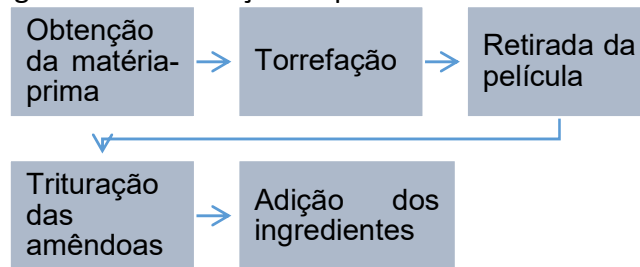 Obtenção
da matéria-
prima
Torrefação
Retirada da
película
Trituração
das
amêndoas
Adição dos
ingredientes